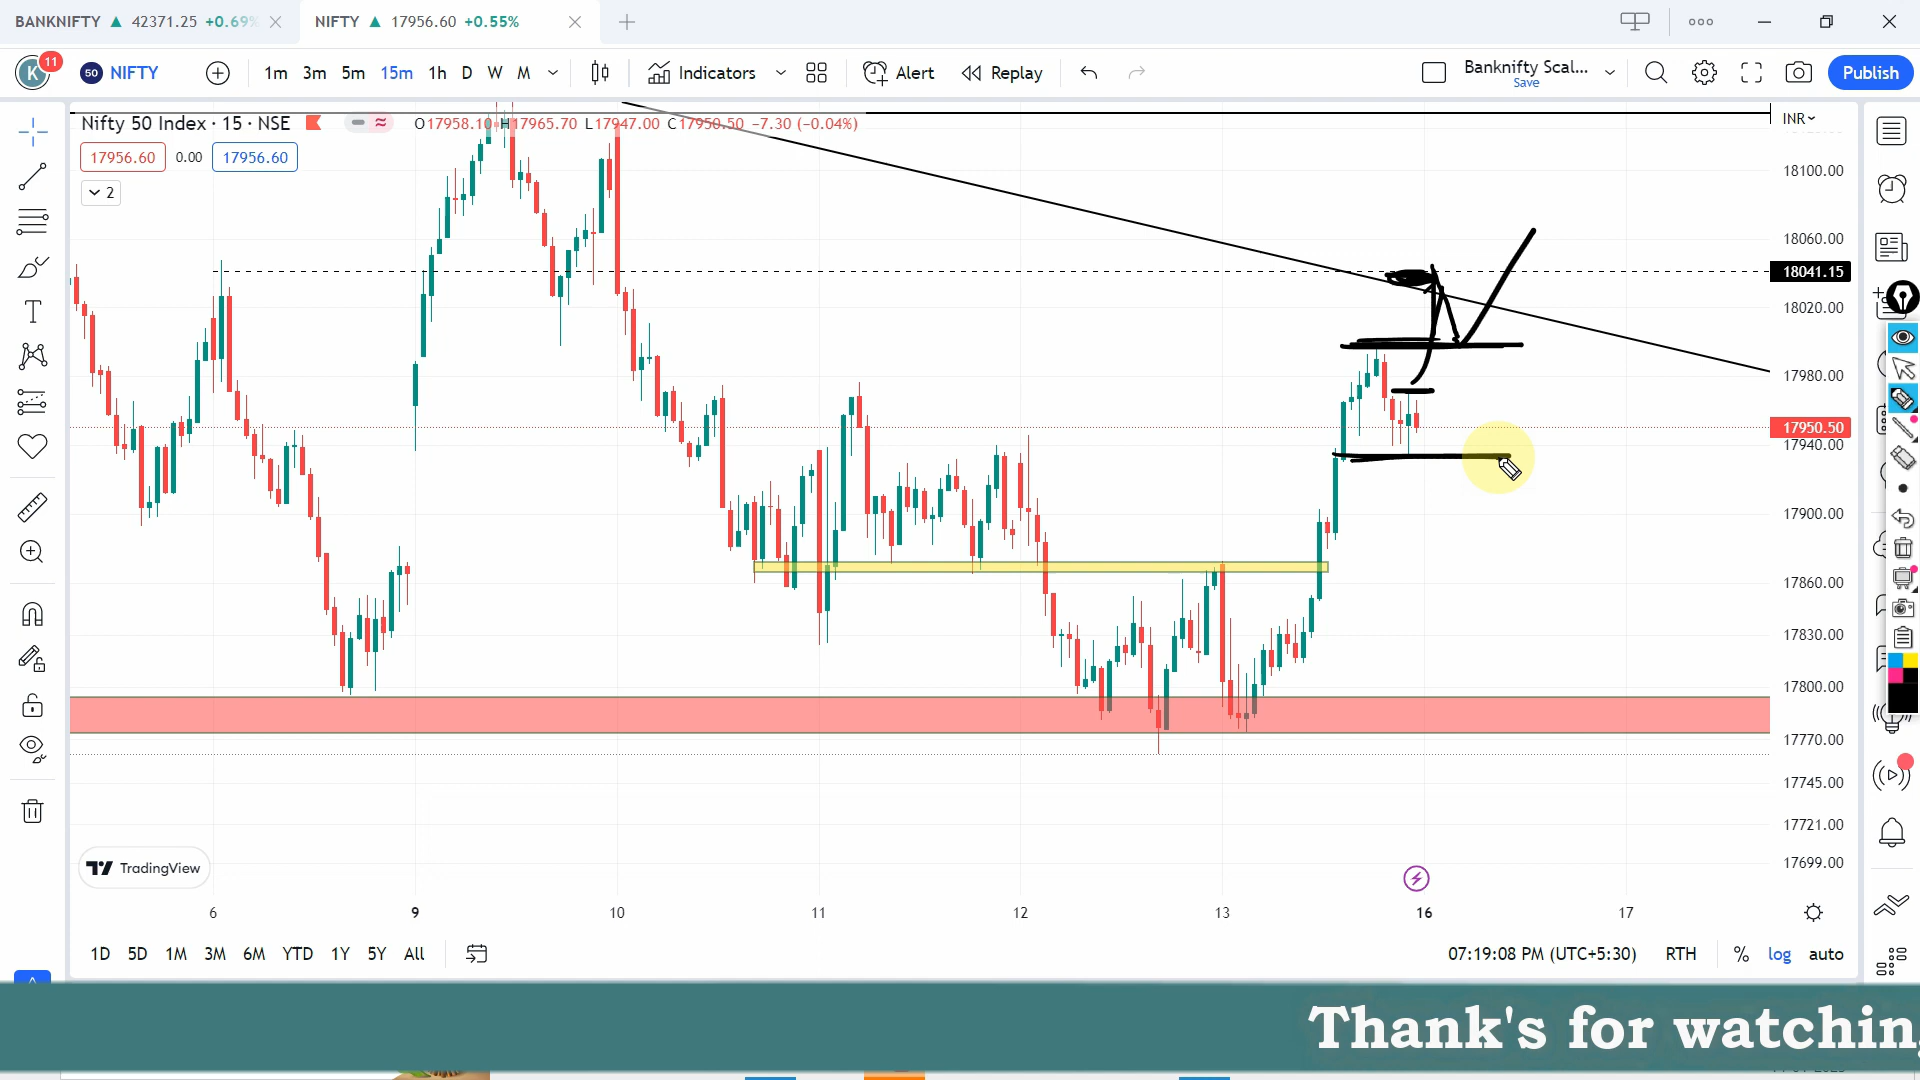 BANKNIFTY ▲ 42371.25 +0.69%
NIFTY ▲ 17956.60 +0.55%
K 11
50 NIFTY
1m 3m 5m 15m 1h D W M
Indicators
Alert
Replay
Banknifty Scal...
Save
Publish
Nifty 50 Index · 15 · NSE
O17958.10 H17965.70 L17947.00 C17950.50 -7.30 (-0.04%)
17956.60 0.00 17956.60
2
INR
18100.00
18060.00
18041.15
18020.00
17980.00
17950.50
17940.00
17900.00
17860.00
17830.00
17800.00
17770.00
17745.00
17721.00
17699.00
TradingView
6 9 10 11 12 13 16 17
1D 5D 1M 3M 6M YTD 1Y 5Y All
07:19:08 PM (UTC+5:30) RTH % log auto
Thank's for watchin